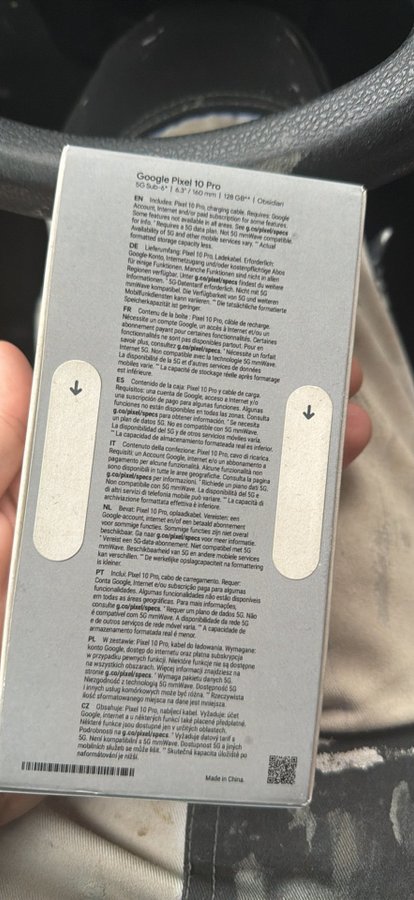 Google Pixel 10 Pro
5G Sub-6* | 6.3" / 160 mm | 128 GB** | Obsidian
EN Includes: Pixel 10 Pro, charging cable. Requires: Google
Account, Internet and/or paid subscription for some features.
Some features not available in all areas. See g.co/pixel/specs
for info. * Requires a 5G data plan. Not 5G mmWave compatible.
Availability of 5G and other mobile services vary. ** Actual
formatted storage capacity less.
DE Lieferumfang: Pixel 10 Pro, Ladekabel. Erforderlich:
Google-Konto, Internetzugang und/oder kostenpflichtige Abos
für einige Funktionen. Manche Funktionen sind nicht in allen
Regionen verfügbar. Unter g.co/pixel/specs findest du weitere
Informationen. * 5G-Datentarif erforderlich. Nicht mit 5G
mmWave kompatibel. Die Verfügbarkeit von 5G und weiteren
Mobilfunkdiensten kann variieren. ** Die tatsächliche formatierte
Speicherkapazität ist geringer.
FR Contenu de la boîte : Pixel 10 Pro, câble de recharge.
Nécessite un compte Google, un accès à Internet et/ou un
abonnement payant pour certaines fonctionnalités. Certaines
fonctionnalités ne sont pas disponibles partout. Pour en
savoir plus, consultez g.co/pixel/specs. * Nécessite un forfait
Internet 5G. Non compatible avec la technologie 5G mmWave.
La disponibilité de la 5G et d'autres services de données
mobiles varie. ** La capacité de stockage réelle après formatage
est inférieure.
ES Contenido de la caja: Pixel 10 Pro y cable de carga.
Requisitos: una cuenta de Google, acceso a Internet y/o
una suscripción de pago para algunas funciones. Algunas
funciones no están disponibles en todas las zonas. Consulta
g.co/pixel/specs para obtener información. * Se necesita
un plan de datos 5G. No es compatible con 5G mmWave.
La disponibilidad del 5G y de otros servicios móviles varía.
** La capacidad de almacenamiento formateada real es inferior.
IT Contenuto della confezione: Pixel 10 Pro, cavo di ricarica.
Requisiti: un Account Google, Internet e/o un abbonamento a
pagamento per alcune funzionalità. Alcune funzionalità non
sono disponibili in tutte le aree geografiche. Consulta la pagina
g.co/pixel/specs per informazioni. * Richiede un piano dati 5G.
Non compatibile con 5G mmWave. La disponibilità del 5G e
di altri servizi di telefonia mobile può variare. ** La capacità di
archiviazione formattata effettiva è inferiore.
NL Bevat: Pixel 10 Pro, oplaadkabel. Vereisten: een
Google-account, internet en/of een betaald abonnement
voor sommige functies. Sommige functies zijn niet overal
beschikbaar. Ga naar g.co/pixel/specs voor meer informatie.
* Vereist een 5G-data-abonnement. Niet compatibel met 5G
mmWave. Beschikbaarheid van 5G en andere mobiele services
kan verschillen. ** De werkelijke opslagcapaciteit na formattering
is kleiner.
PT Inclui: Pixel 10 Pro, cabo de carregamento. Requer:
Conta Google, Internet e/ou subscrição paga para algumas
funcionalidades. Algumas funcionalidades não estão disponíveis
em todas as áreas geográficas. Para mais informações,
consulte g.co/pixel/specs. * Requer um plano de dados 5G. Não
é compatível com 5G mmWave. A disponibilidade da rede 5G
e de outros serviços de rede móvel varia. ** A capacidade de
armazenamento formatada real é menor.
PL W zestawie: Pixel 10 Pro, kabel do ładowania. Wymagane:
konto Google, dostęp do internetu oraz płatna subskrypcja
w przypadku pewnych funkcji. Niektóre funkcje nie są dostępne
na wszystkich obszarach. Więcej informacji znajdziesz na
stronie g.co/pixel/specs. * Wymaga pakietu danych 5G.
Niezgodność z technologią 5G mmWave. Dostępność 5G
i innych usług komórkowych może być różna. ** Rzeczywista
ilość sformatowanego miejsca na dane jest mniejsza.
CZ Obsahuje: Pixel 10 Pro, nabíjecí kabel. Vyžaduje: účet
Google, internet a u některých funkcí také placené předplatné.
Některé funkce jsou dostupné jen v určitých oblastech.
Podrobnosti na g.co/pixel/specs. * Vyžaduje datový tarif s
5G. Není kompatibilní s 5G mmWave. Dostupnost 5G a jiných
mobilních služeb se může lišit. ** Skutečná kapacita úložiště po
naformátování je nižší.
Made in China.